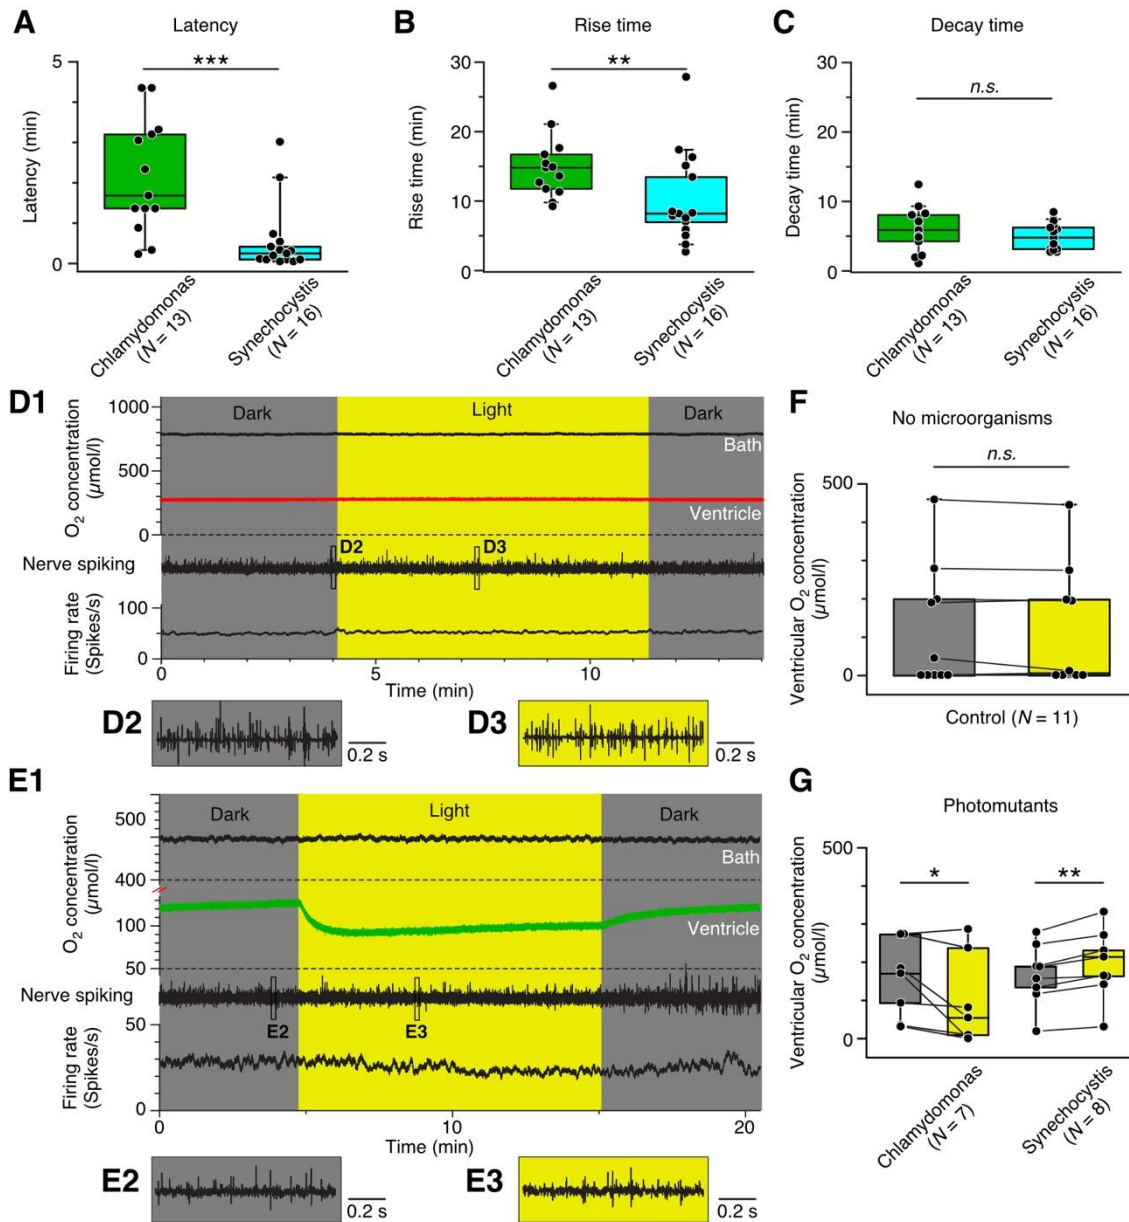 A
Latency
Latency (min)
5
0
***
Chlamydomonas
(N = 13)
Synechocystis
(N = 16)
B
Rise time
Rise time (min)
30
20
10
0
**
Chlamydomonas
(N = 13)
Synechocystis
(N = 16)
C
Decay time
Decay time (min)
30
20
10
0
n.s.
Chlamydomonas
(N = 13)
Synechocystis
(N = 16)
D1
O2 concentration
(µmol/l)
1000
500
0
Dark
Light
Dark
Bath
Ventricle
Nerve spiking
D2
D3
Firing rate
(Spikes/s)
100
0
0
5
10
Time (min)
D2
0.2 s
D3
0.2 s
E1
O2 concentration
(µmol/l)
500
400
100
50
Dark
Light
Dark
Bath
Ventricle
Nerve spiking
E2
E3
Firing rate
(Spikes/s)
50
0
0
10
20
Time (min)
E2
0.2 s
E3
0.2 s
F
No microorganisms
n.s.
Ventricular O2 concentration
(µmol/l)
500
0
Control (N = 11)
G
Photomutants
Ventricular O2 concentration
(µmol/l)
500
0
*
**
Chlamydomonas
(N = 7)
Synechocystis
(N = 8)